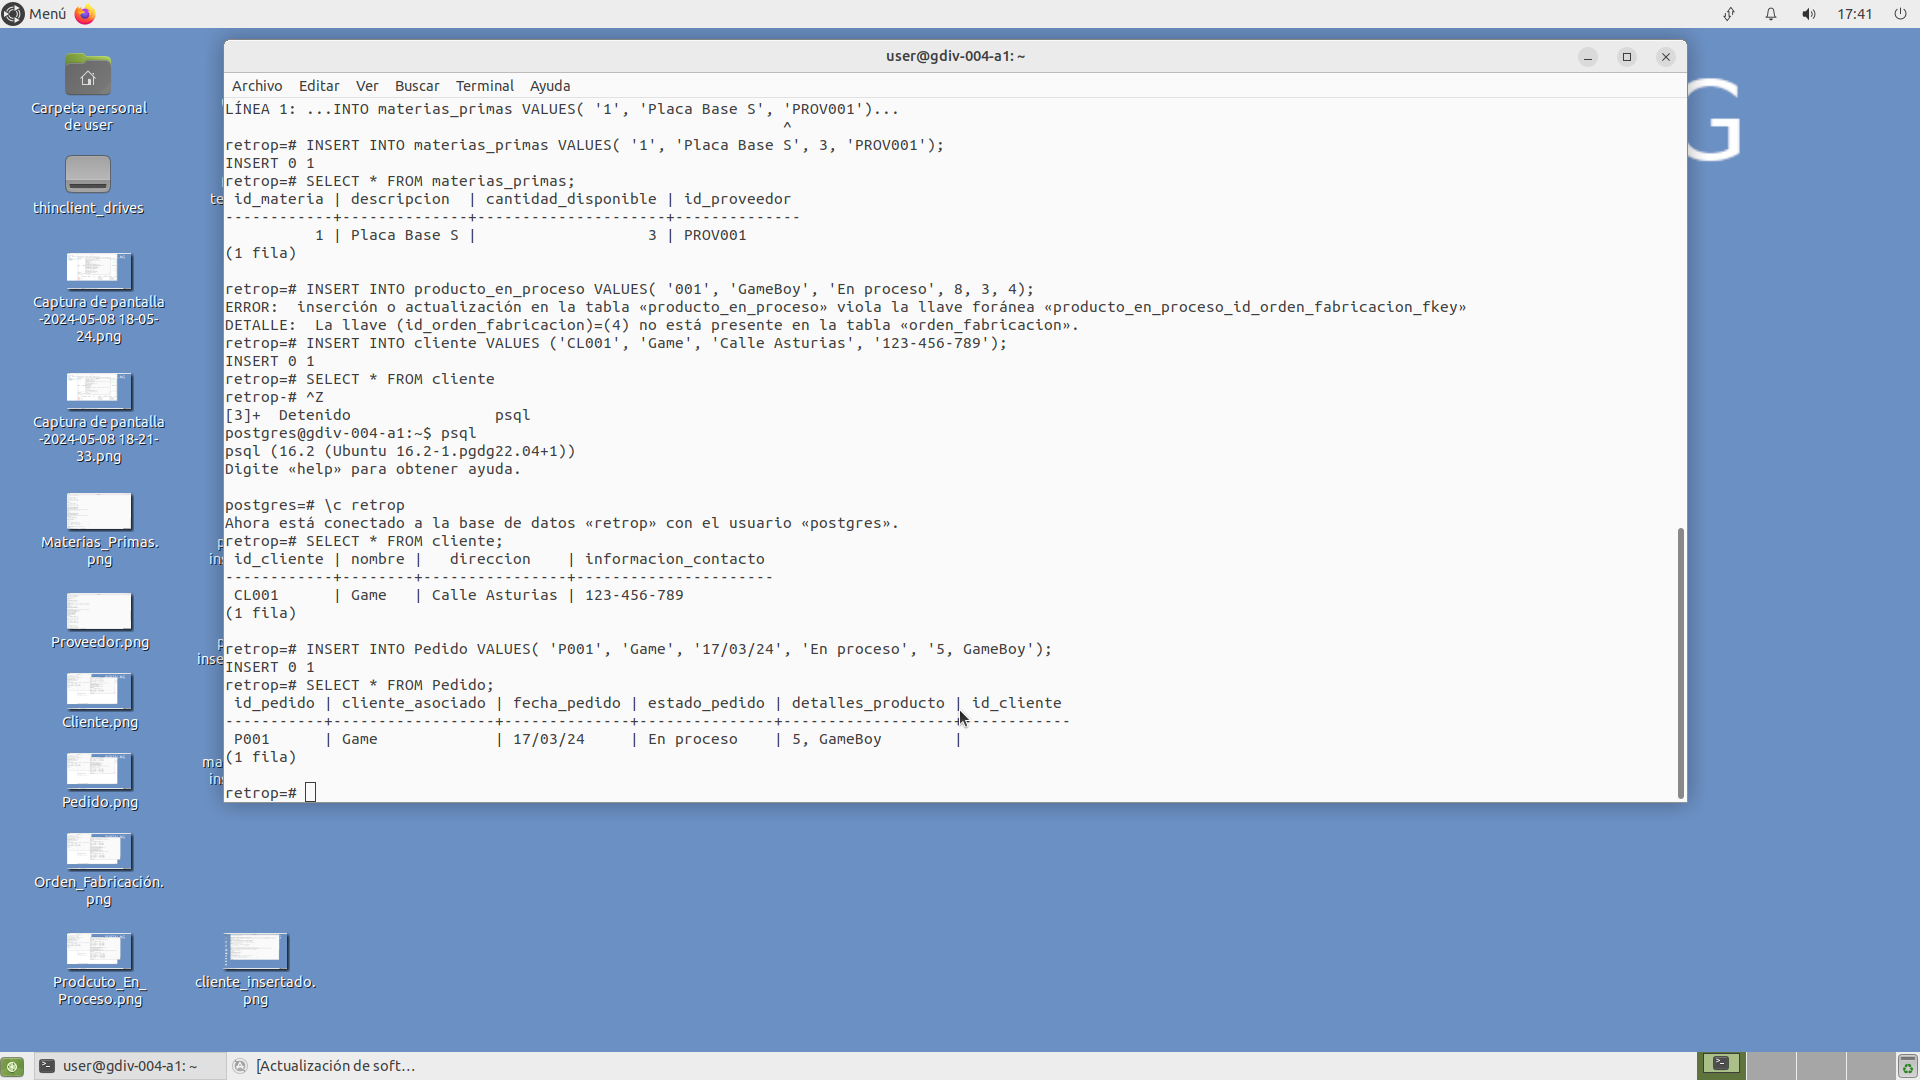 Menú
17:41
user@gdiv-004-a1: ~
Archivo Editar Ver Buscar Terminal Ayuda
LÍNEA 1: ...INTO materias_primas VALUES( '1', 'Placa Base S', 'PROV001')...
^
retrop=# INSERT INTO materias_primas VALUES( '1', 'Placa Base S', 3, 'PROV001');
INSERT 0 1
retrop=# SELECT * FROM materias_primas;
id_materia | descripcion | cantidad_disponible | id_proveedor
------------+--------------+---------------------+--------------
1 | Placa Base S | 3 | PROV001
(1 fila)
retrop=# INSERT INTO producto_en_proceso VALUES( '001', 'GameBoy', 'En proceso', 8, 3, 4);
ERROR: inserción o actualización en la tabla «producto_en_proceso» viola la llave foránea «producto_en_proceso_id_orden_fabricacion_fkey»
DETALLE: La llave (id_orden_fabricacion)=(4) no está presente en la tabla «orden_fabricacion».
retrop=# INSERT INTO cliente VALUES ('CL001', 'Game', 'Calle Asturias', '123-456-789');
INSERT 0 1
retrop=# SELECT * FROM cliente
retrop-# ^Z
[3]+ Detenido psql
postgres@gdiv-004-a1:~$ psql
psql (16.2 (Ubuntu 16.2-1.pgdg22.04+1))
Digite «help» para obtener ayuda.
postgres=# \c retrop
Ahora está conectado a la base de datos «retrop» con el usuario «postgres».
retrop=# SELECT * FROM cliente;
id_cliente | nombre | direccion | informacion_contacto
------------+--------+----------------+----------------------
CL001 | Game | Calle Asturias | 123-456-789
(1 fila)
retrop=# INSERT INTO Pedido VALUES( 'P001', 'Game', '17/03/24', 'En proceso', '5, GameBoy');
INSERT 0 1
retrop=# SELECT * FROM Pedido;
id_pedido | cliente_asociado | fecha_pedido | estado_pedido | detalles_producto | id_cliente
-----------+------------------+--------------+---------------+-------------------+------------
P001 | Game | 17/03/24 | En proceso | 5, GameBoy |
(1 fila)
retrop=#
G
Carpeta personal
de user
thinclient_drives
Captura de pantalla
-2024-05-08 18-05-
24.png
Captura de pantalla
-2024-05-08 18-21-
33.png
Materias_Primas.
png
Proveedor.png
Cliente.png
Pedido.png
Orden_Fabricación.
png
Prodcuto_En_
Proceso.png
cliente_insertado.
png
te
p
in
p
inse
ma
in
user@gdiv-004-a1: ~
[Actualización de soft...